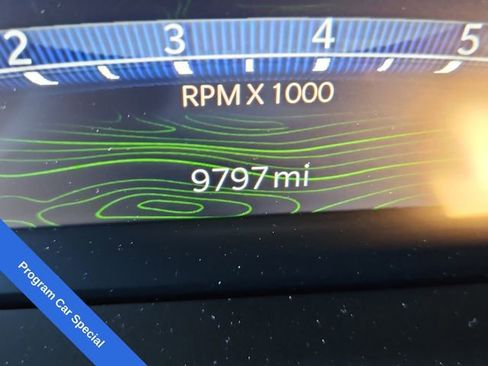 2 3 4 5
RPM X 1000
9797 mi
Program Car Special